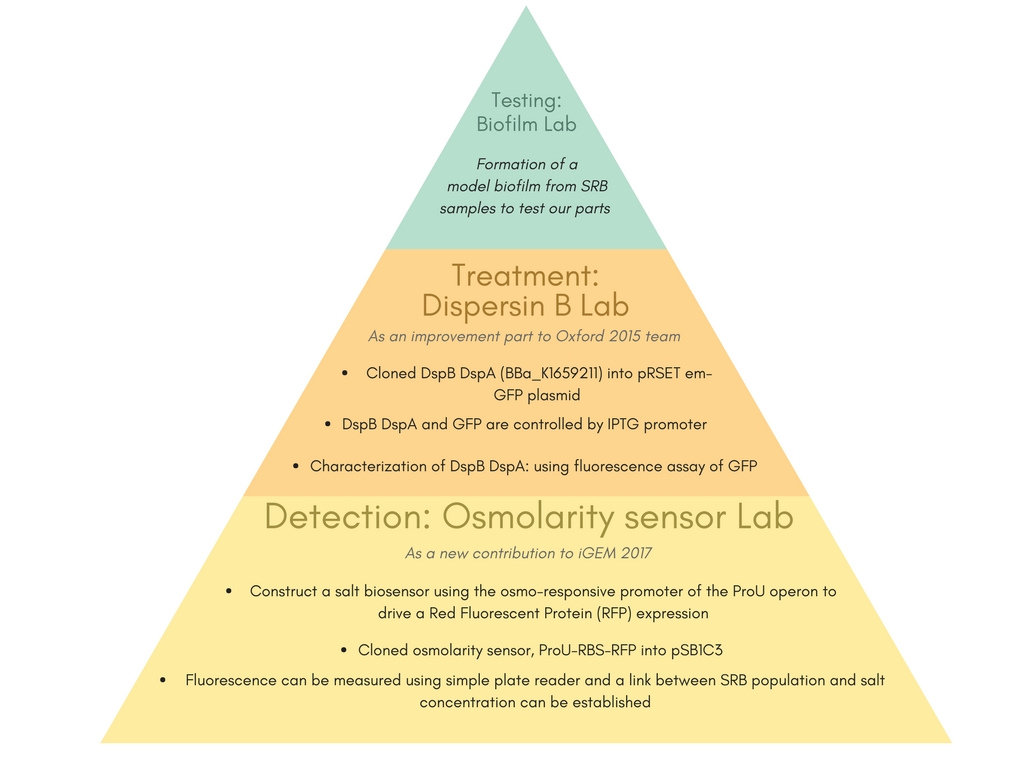 Testing:
Biofilm Lab
Formation of a
model biofilm from SRB
samples to test our parts
Treatment:
Dispersin B Lab
As an improvement part to Oxford 2015 team
• Cloned DspB DspA (BBa_K1659211) into pRSET em-
GFP plasmid
• DspB DspA and GFP are controlled by IPTG promoter
• Characterization of DspB DspA: using fluorescence assay of GFP
Detection: Osmolarity sensor Lab
As a new contribution to iGEM 2017
• Construct a salt biosensor using the osmo-responsive promoter of the ProU operon to
drive a Red Fluorescent Protein (RFP) expression
• Cloned osmolarity sensor, ProU-RBS-RFP into pSB1C3
• Fluorescence can be measured using simple plate reader and a link between SRB population and salt
concentration can be established